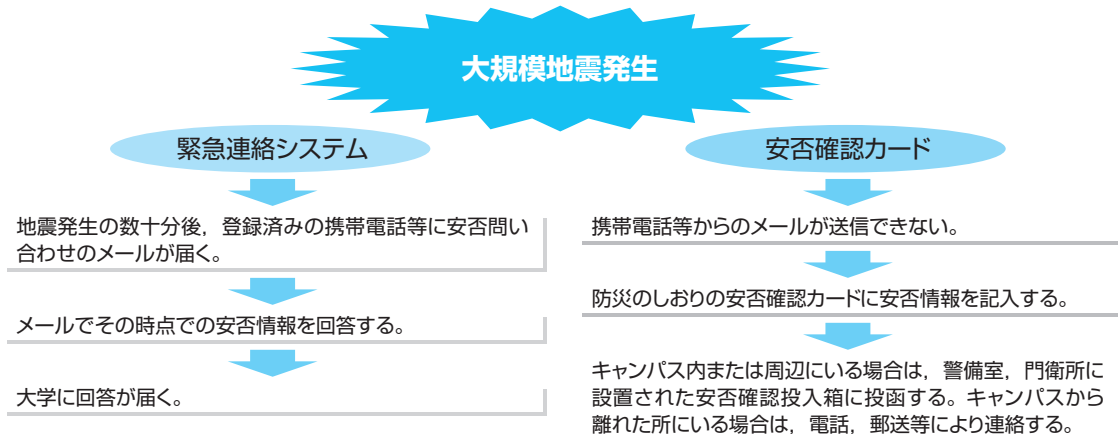 大規模地震発生
緊急連絡システム
地震発生の数十分後，登録済みの携帯電話等に安否問い
合わせのメールが届く。
メールでその時点での安否情報を回答する。
大学に回答が届く。
安否確認カード
携帯電話等からのメールが送信できない。
防災のしおりの安否確認カードに安否情報を記入する。
キャンパス内または周辺にいる場合は，警備室，門衛所に
設置された安否確認投入箱に投函する。キャンパスから
離れた所にいる場合は，電話，郵送等により連絡する。